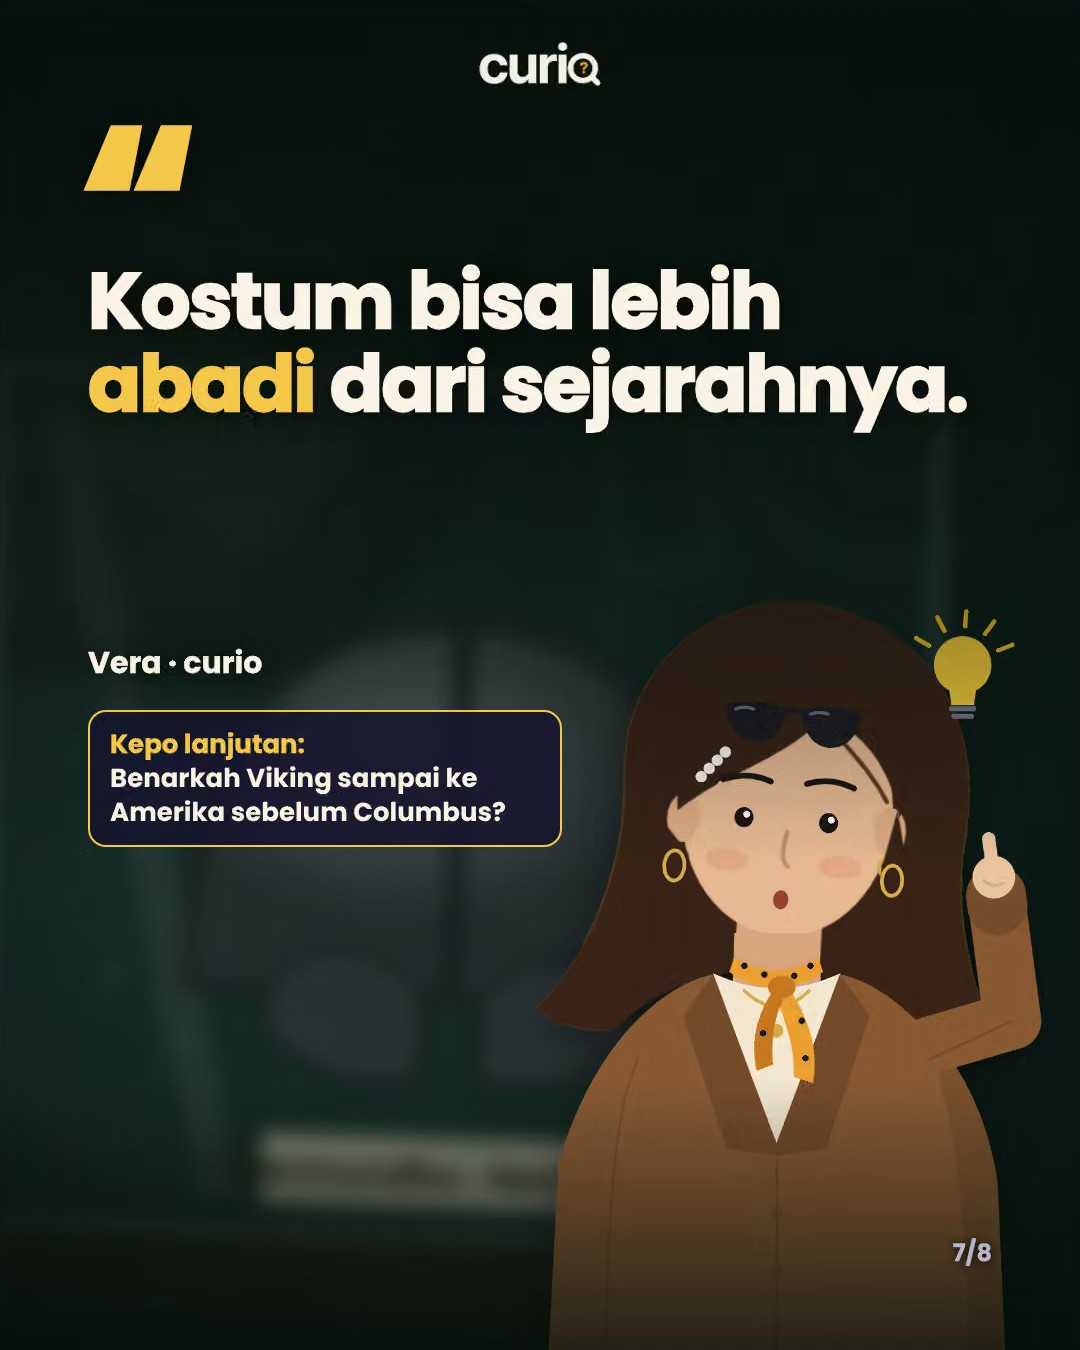 curio
Kostum bisa lebih
abadi dari sejarahnya.
Vera · curio
Kepo lanjutan:
Benarkah Viking sampai ke
Amerika sebelum Columbus?
7/8